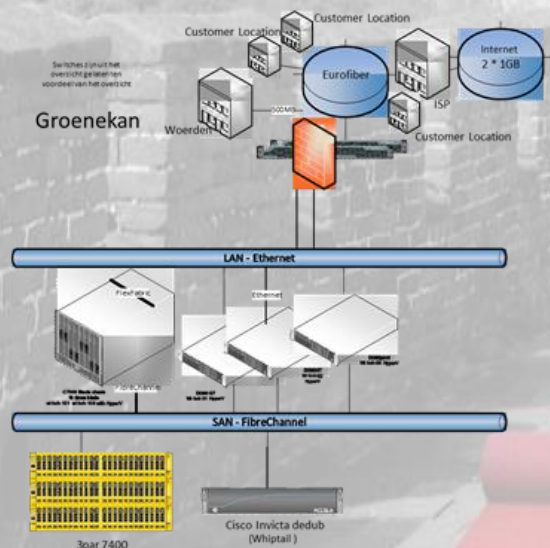 Customer Location
Customer Location
Internet
2 * 1GB
Eurofiber
Switches zijn uit het
overzicht gelaten ten
voordeel van het overzicht
ISP
500MB
Groenekan
Woerden
Customer Location
LAN - Ethernet
FlexFabric
Ethernet
FibreChannel
SAN - FibreChannel
Cisco Invicta dedub
(Whiptail )
3par 7400